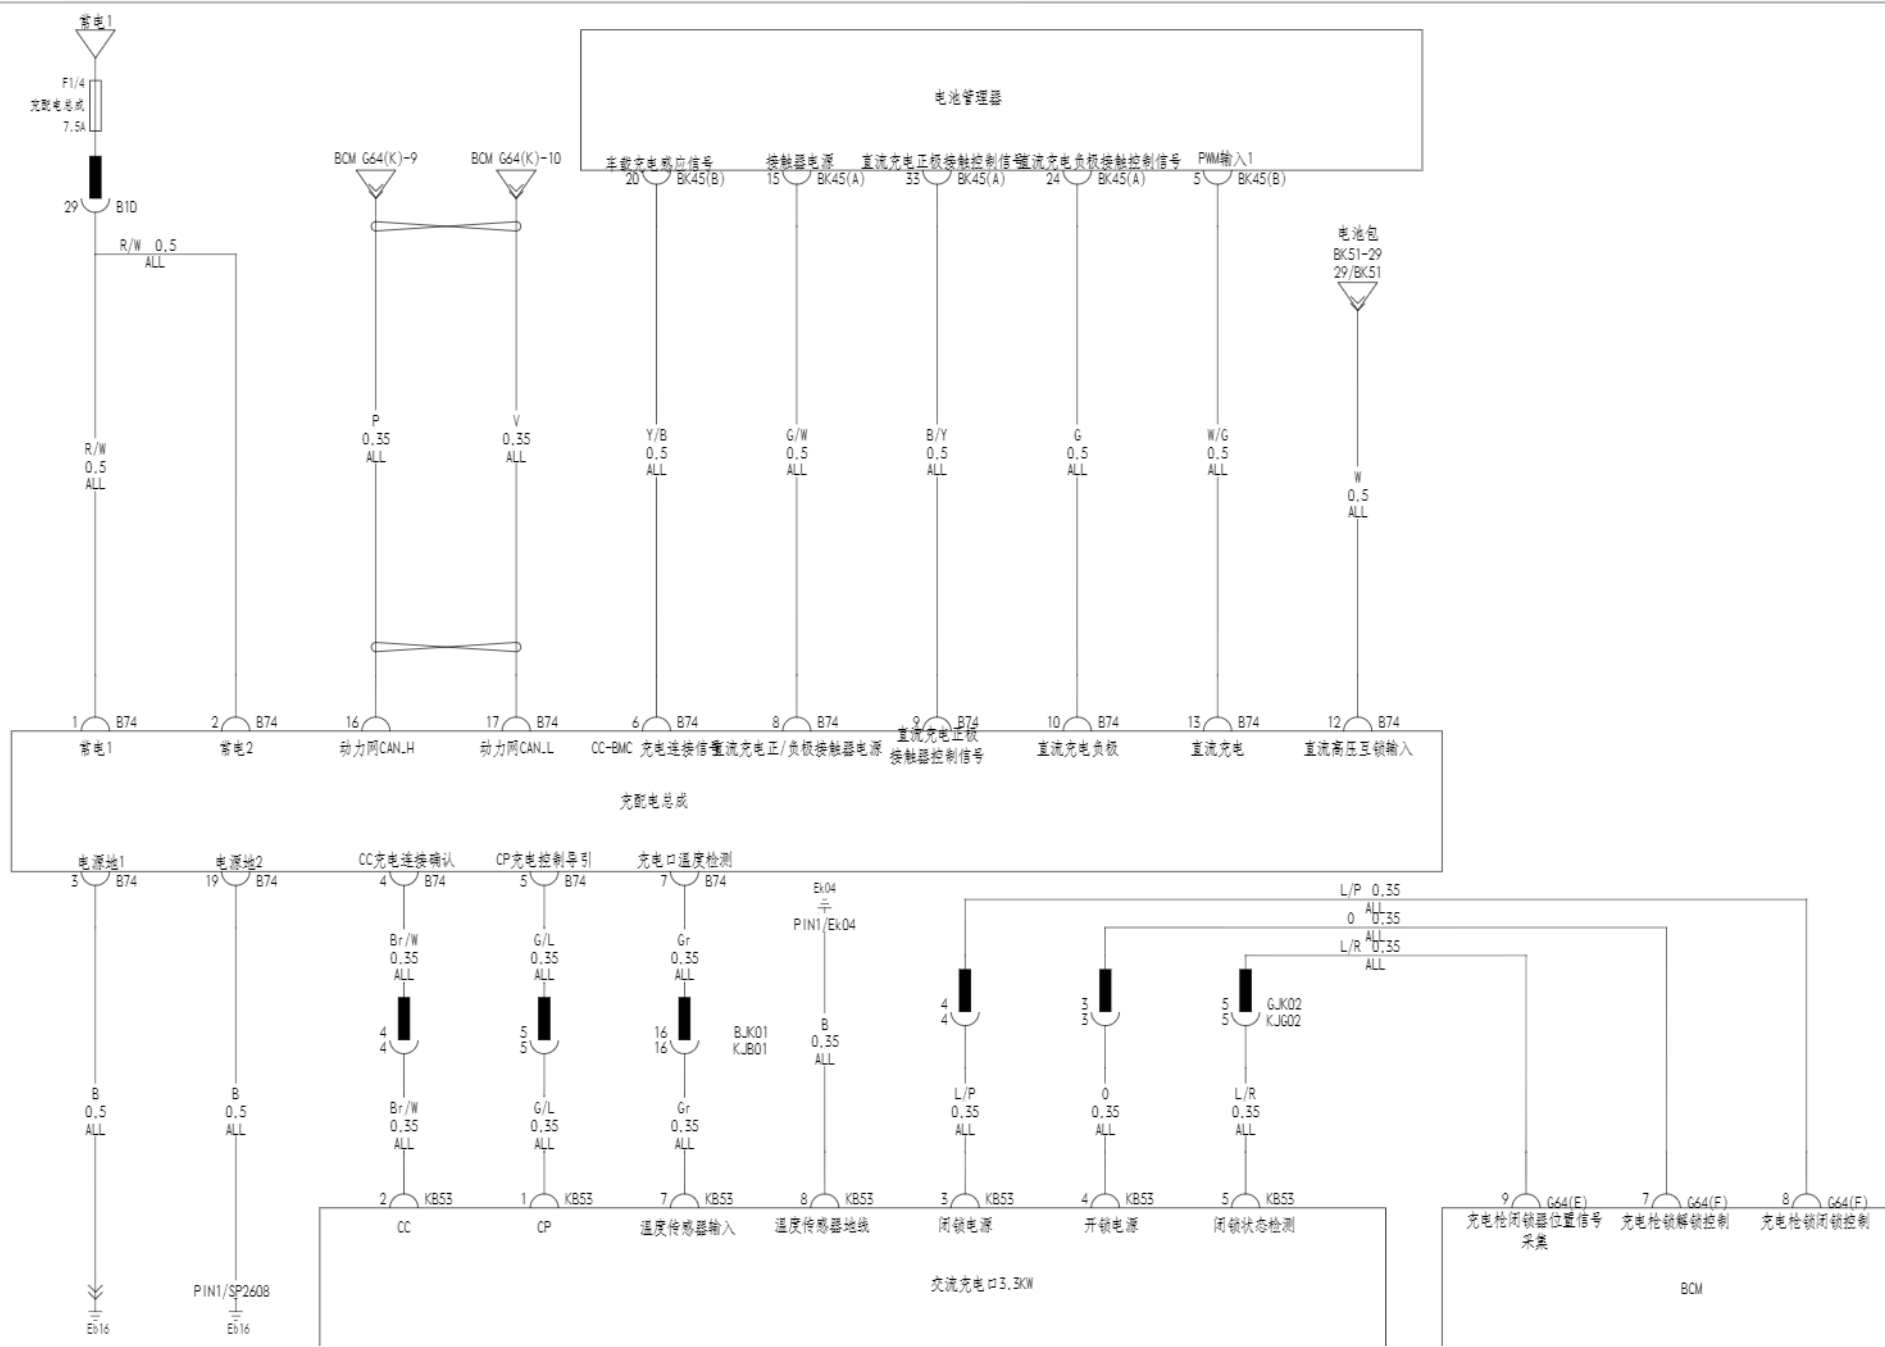 常电1
F1/4
充配电总成
7.5A
29 B1D
R/W 0.5
ALL
R/W
0.5
ALL
BCM G64(K)-9
BCM G64(K)-10
P
0.35
ALL
V
0.35
ALL
电池管理器
车载充电感应信号
接触器电源
直流充电正极接触控制信号
直流充电负极接触控制信号
PWM输入1
20 BK45(B)
15 BK45(A)
33 BK45(A)
24 BK45(A)
5 BK45(B)
Y/B
0.5
ALL
G/W
0.5
ALL
B/Y
0.5
ALL
G
0.5
ALL
W/G
0.5
ALL
电池包
BK51-29
29/BK51
W
0.5
ALL
1 B74
2 B74
16
17 B74
6 B74
8 B74
9 B74
10 B74
13 B74
12 B74
常电1
常电2
动力网CAN_H
动力网CAN_L
CC-BMC 充电连接信号
直流充电正/负极接触器电源
直流充电正极
接触器控制信号
直流充电负极
直流充电
直流高压互锁输入
充配电总成
电源地1
电源地2
CC充电连接确认
CP充电控制导引
充电口温度检测
3 B74
19 B74
4 B74
5 B74
7 B74
B
0.5
ALL
B
0.5
ALL
Eb16
PIN1/SP2608
Eb16
Br/W
0.35
ALL
G/L
0.35
ALL
Gr
0.35
ALL
4
4
5
5
16
16
BJK01
KJB01
Br/W
0.35
ALL
G/L
0.35
ALL
Gr
0.35
ALL
Ek04
PIN1/Ek04
B
0.35
ALL
L/P 0.35
ALL
O 0.35
ALL
L/R 0.35
ALL
4
4
3
3
5
5
GJK02
KJG02
L/P
0.35
ALL
O
0.35
ALL
L/R
0.35
ALL
2 KB53
1 KB53
7 KB53
8 KB53
3 KB53
4 KB53
5 KB53
CC
CP
温度传感器输入
温度传感器地线
闭锁电源
开锁电源
闭锁状态检测
交流充电口3.3KW
9 G64(E)
7 G64(F)
8 G64(F)
充电枪闭锁器位置信号
采集
充电枪锁解锁控制
充电枪锁闭锁控制
BCM